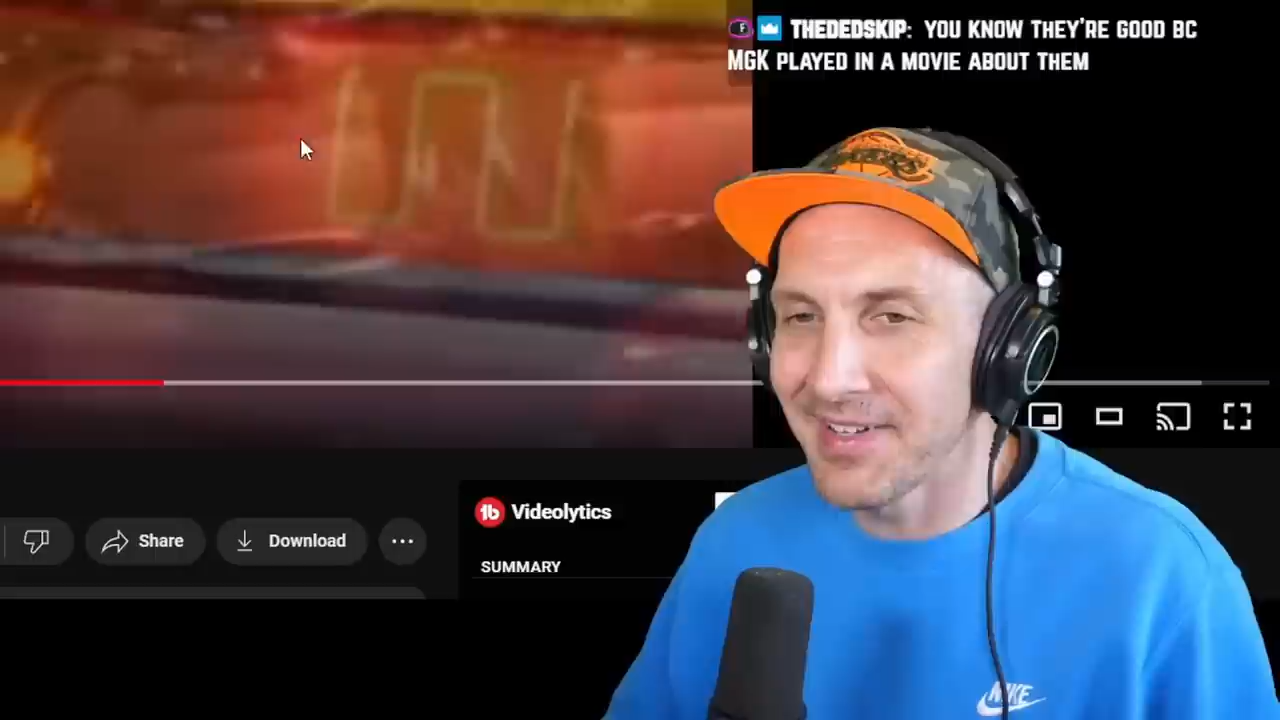 THEDEDSKIP: YOU KNOW THEY'RE GOOD BC
MGK PLAYED IN A MOVIE ABOUT THEM
Share
Download
Videolytics
SUMMARY
NIKE